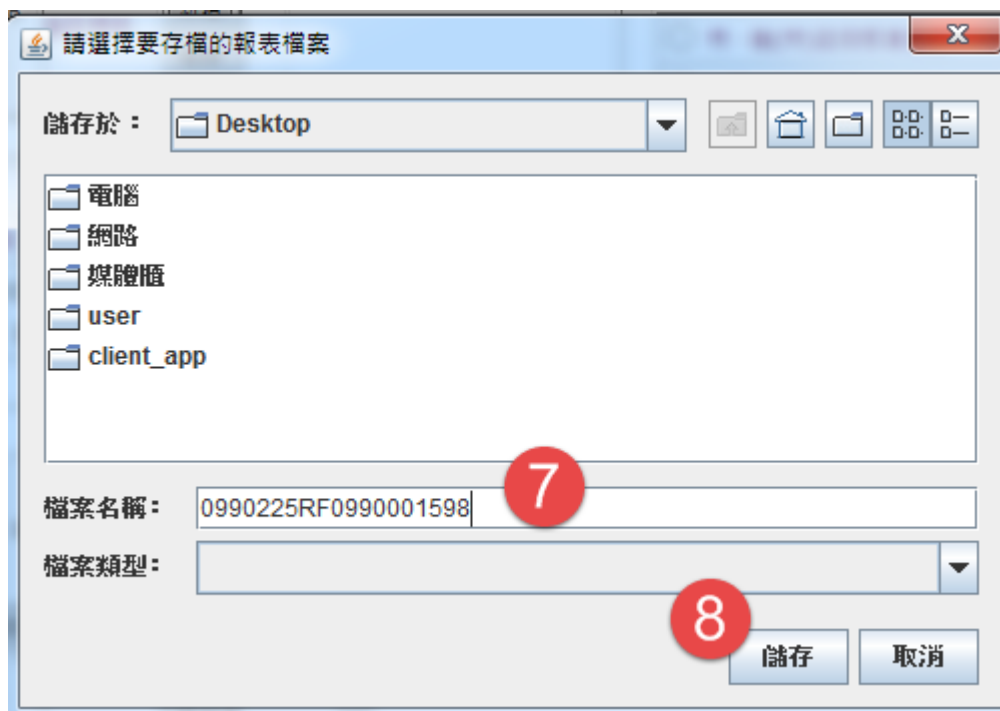 請選擇要存檔的報表檔案
儲存於：
Desktop
電腦
網路
媒體櫃
user
client_app
7
檔案名稱：
0990225RF0990001598
檔案類型：
8
儲存
取消